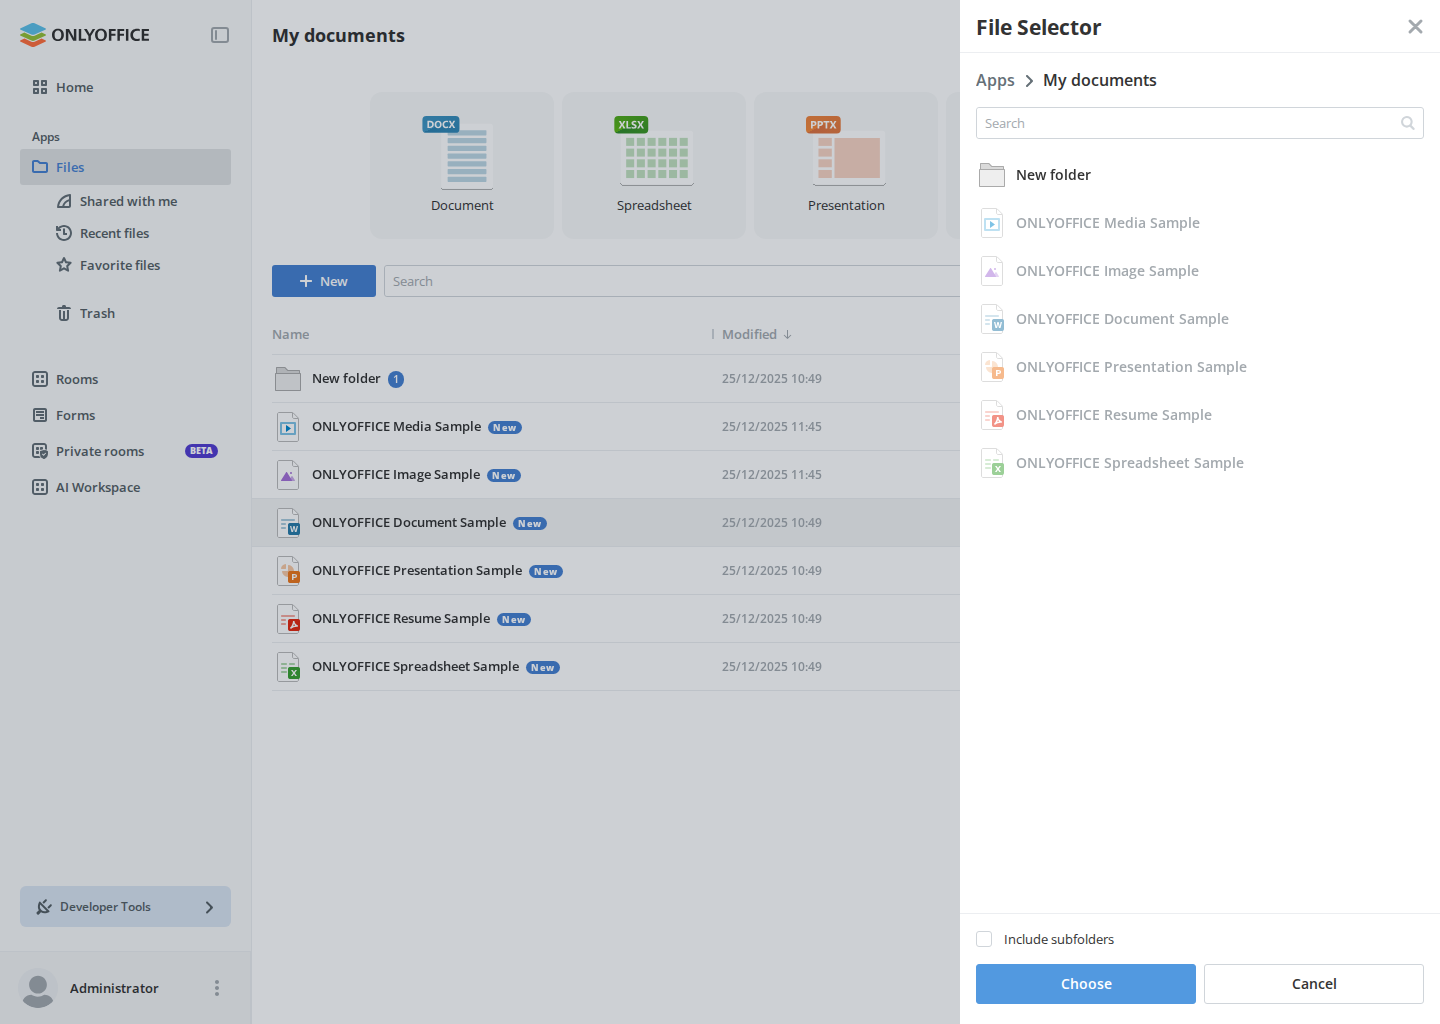 ONLYOFFICE
Home
Apps
Files
Shared with me
Recent files
Favorite files
Trash
Rooms
Forms
Private rooms BETA
AI Workspace
Developer Tools
Administrator
My documents
DOCX
Document
XLSX
Spreadsheet
PPTX
Presentation
New
Search
Name Modified
New folder 1 25/12/2025 10:49
ONLYOFFICE Media Sample New 25/12/2025 11:45
ONLYOFFICE Image Sample New 25/12/2025 11:45
W ONLYOFFICE Document Sample New 25/12/2025 10:49
P ONLYOFFICE Presentation Sample New 25/12/2025 10:49
ONLYOFFICE Resume Sample New 25/12/2025 10:49
X ONLYOFFICE Spreadsheet Sample New 25/12/2025 10:49
File Selector
Apps My documents
Search
New folder
ONLYOFFICE Media Sample
ONLYOFFICE Image Sample
W ONLYOFFICE Document Sample
P ONLYOFFICE Presentation Sample
ONLYOFFICE Resume Sample
X ONLYOFFICE Spreadsheet Sample
Include subfolders
Choose Cancel